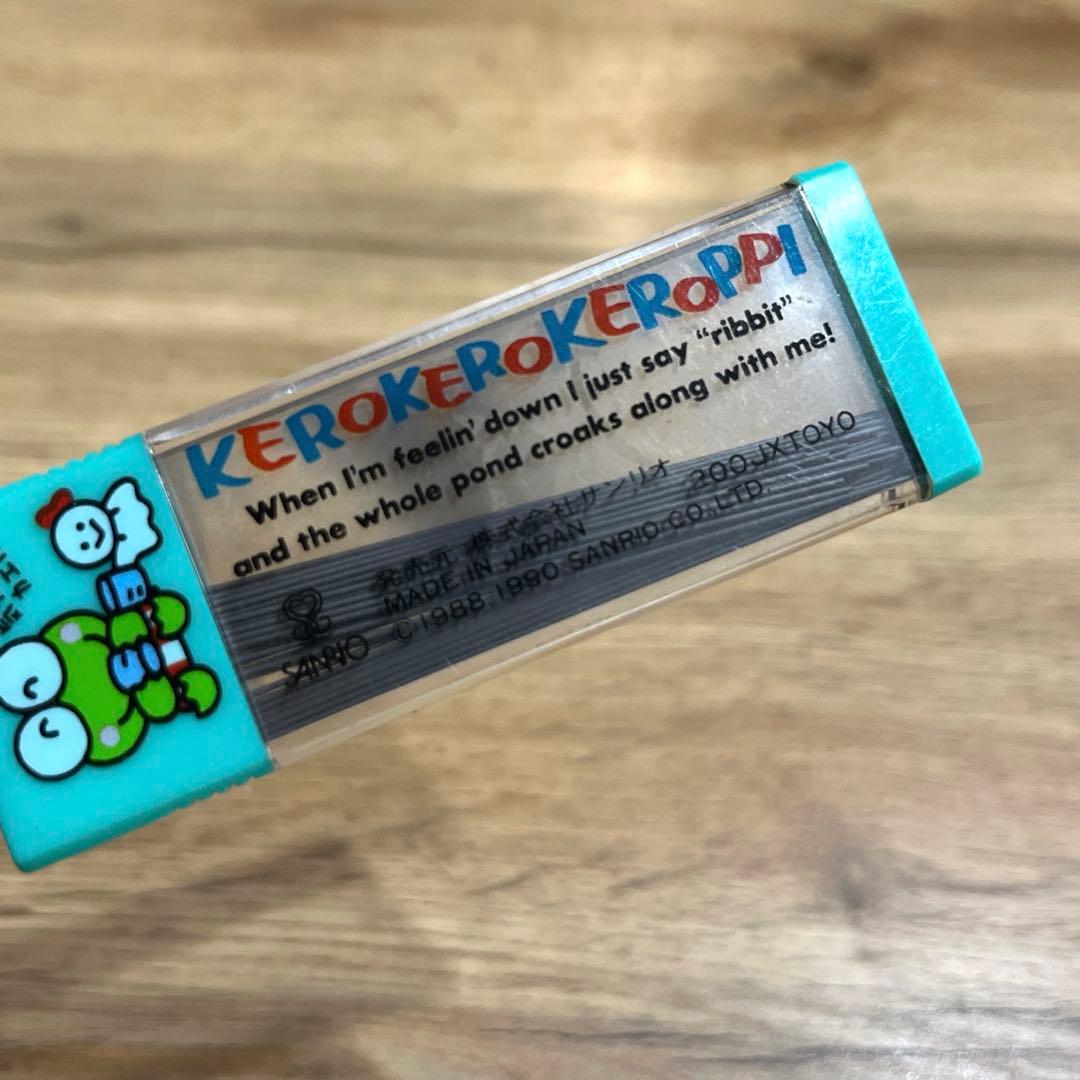 KEROKEROKEROPPI
When I'm feelin' down I just say "ribbit"
and the whole pond croaks along with me!
発売元 株式会社サンリオ 200JXTOYO
MADE IN JAPAN
SANRIO ©1988,1990 SANRIO CO.,LTD.